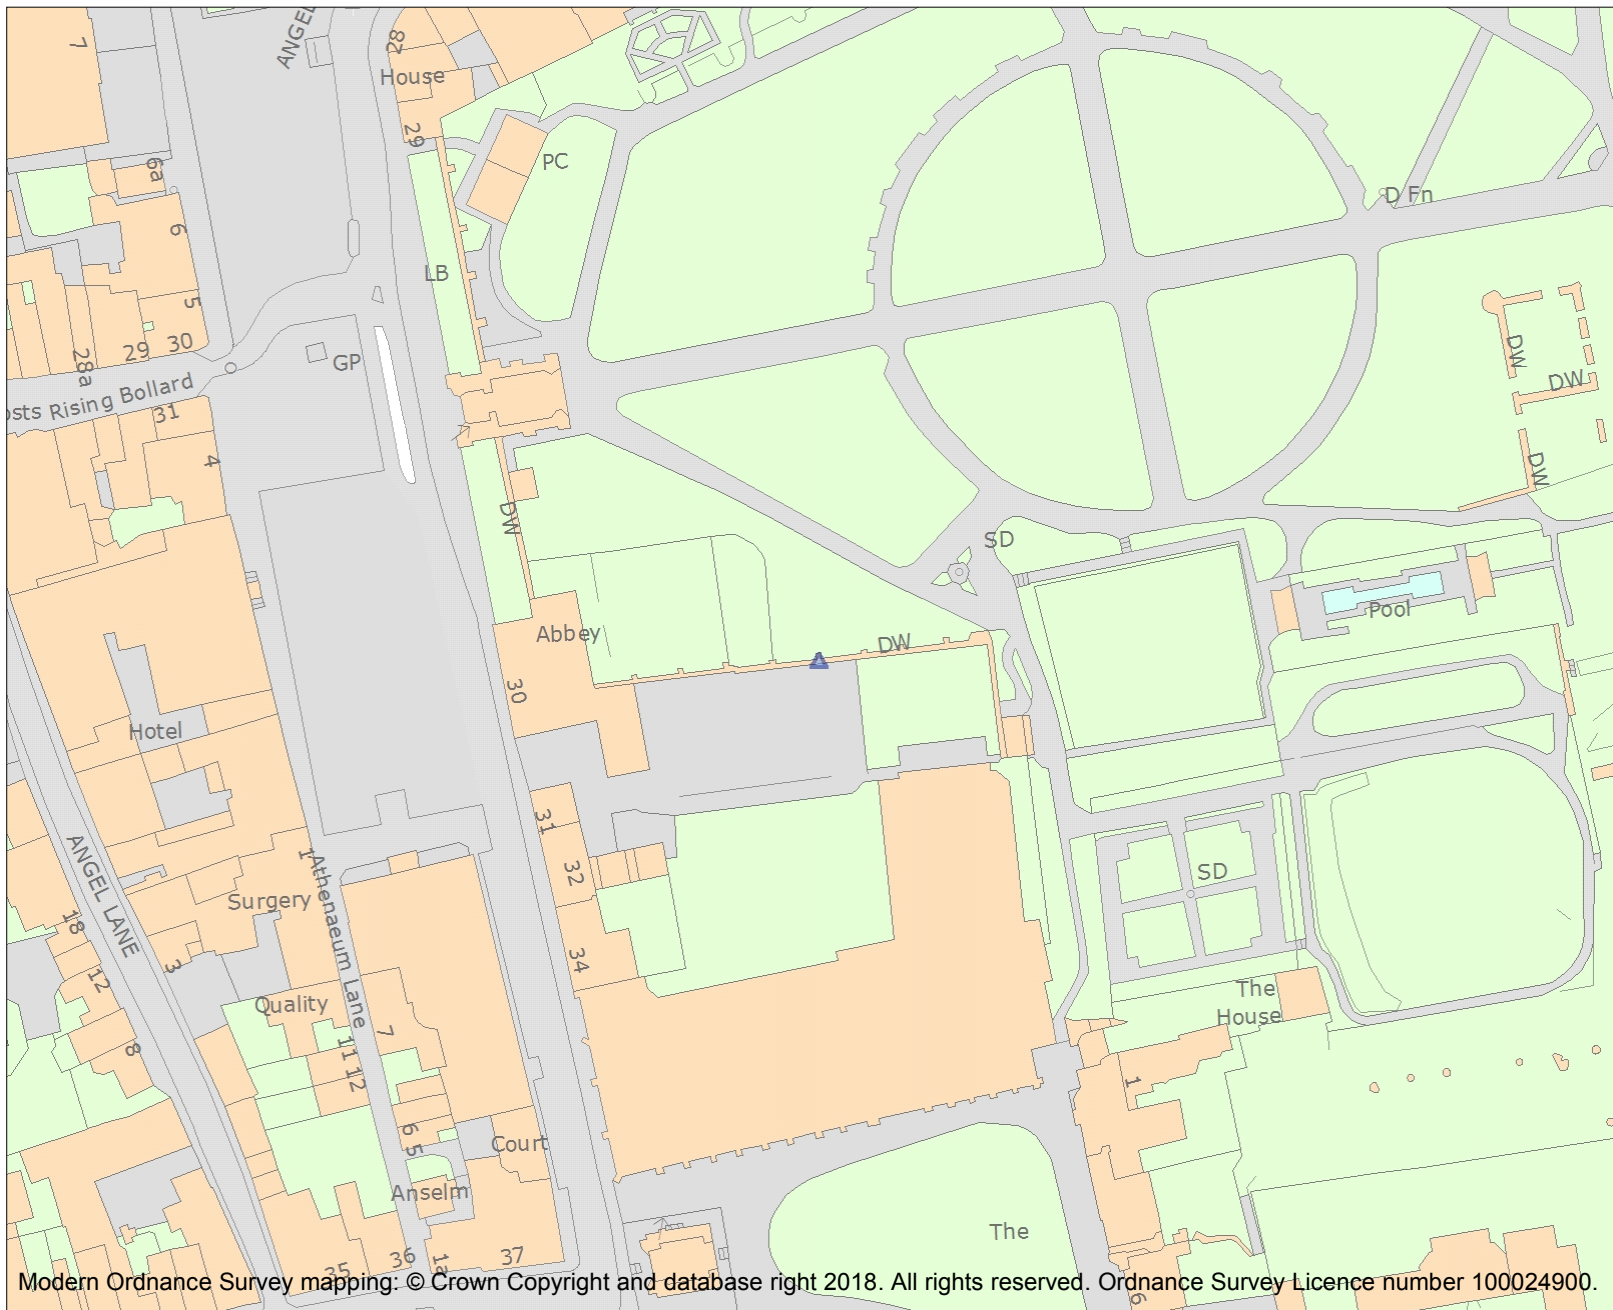 7
ANGEL
28
House
29
PC
6a
D Fn
6
LB
5
30
29
28a
GP
DW
DW
Rising Bollard
31
4
DW
DW
SD
Pool
Abbey
DW
30
Hotel
31
1
32
SD
ANGEL LANE
Athenaeum Lane
Surgery
18
34
3
12
The
House
Quality
7
8
11
12
1
6
5
Court
Anselm
The
35
36
1a
37
6
Modern Ordnance Survey mapping: © Crown Copyright and database right 2018. All rights reserved. Ordnance Survey Licence number 100024900.